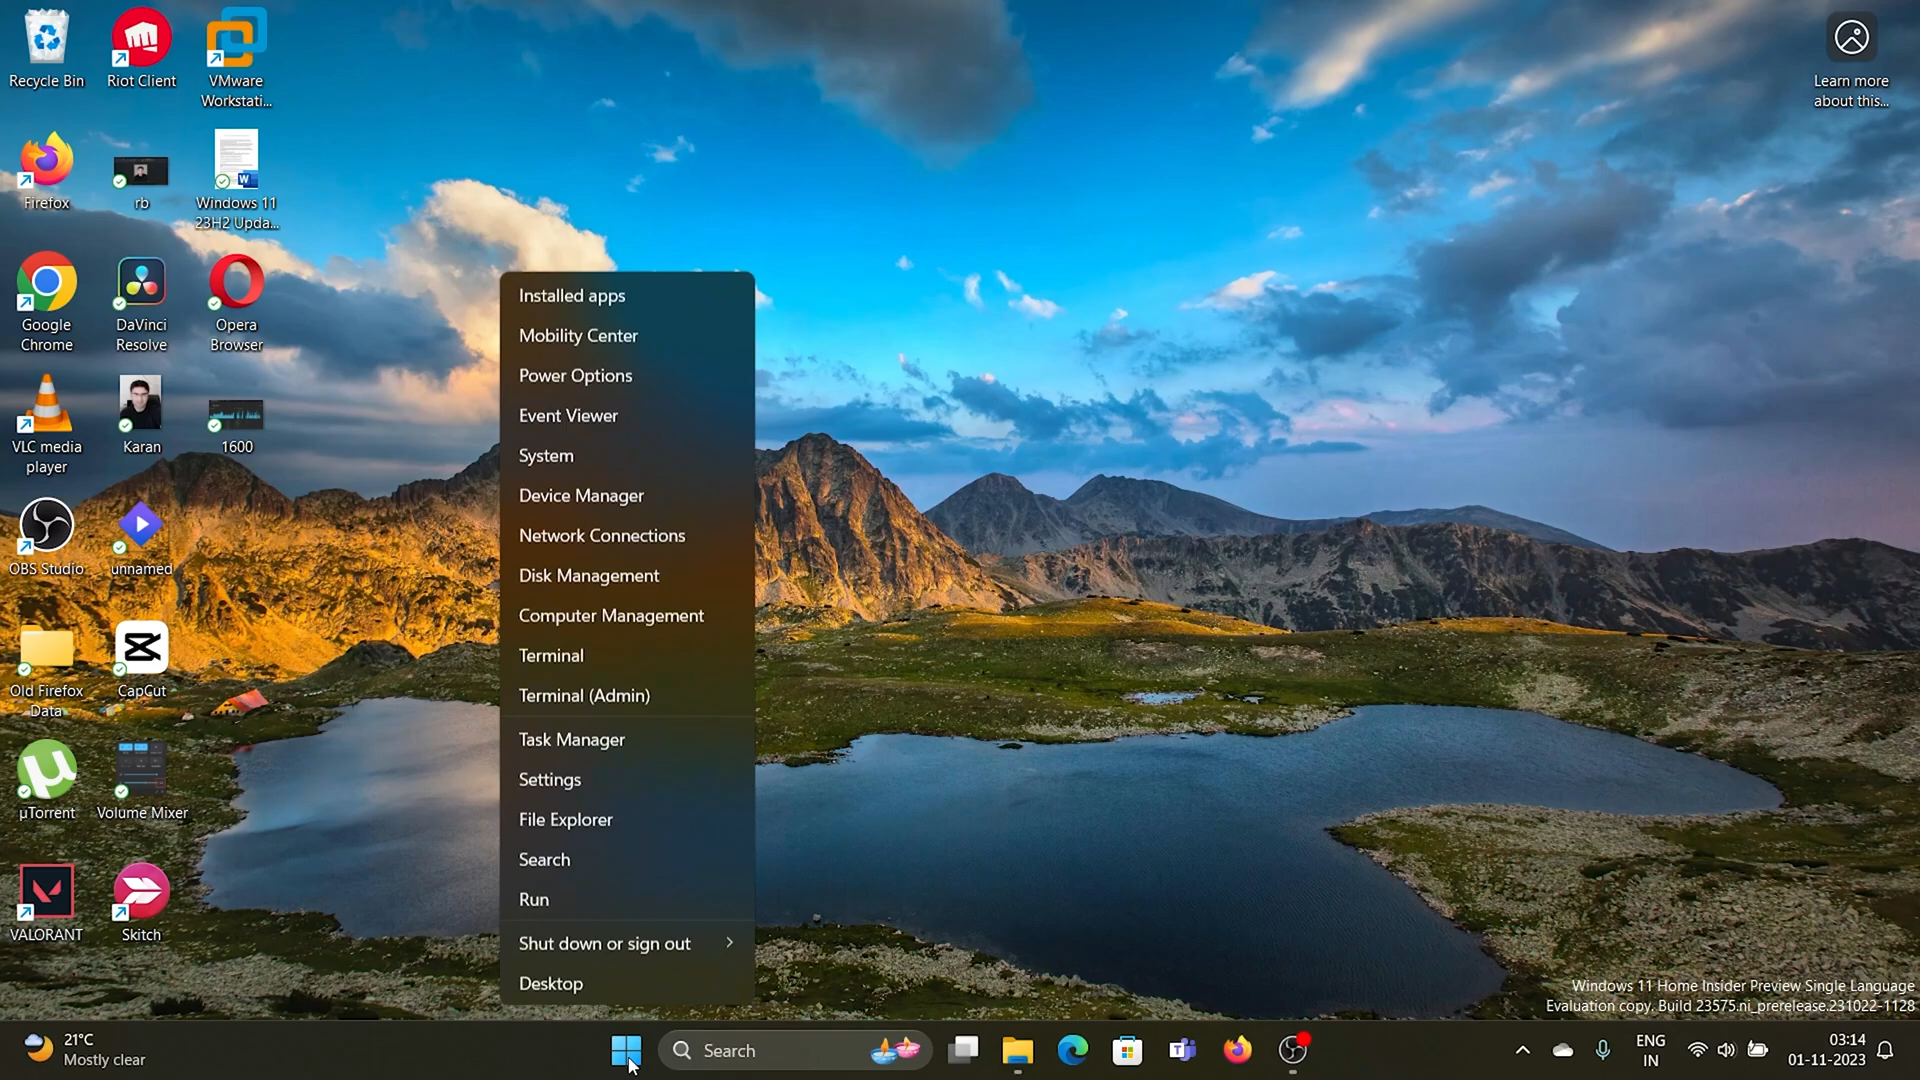 Recycle Bin
Riot Client
VMware
Workstati...
Learn more
about this...
Firefox
rb
Windows 11
23H2 Upda...
Google
Chrome
DaVinci
Resolve
Opera
Browser
VLC media
player
Karan
1600
OBS Studio
unnamed
Old Firefox
Data
CapCut
µTorrent
Volume Mixer
VALORANT
Skitch
Installed apps
Mobility Center
Power Options
Event Viewer
System
Device Manager
Network Connections
Disk Management
Computer Management
Terminal
Terminal (Admin)
Task Manager
Settings
File Explorer
Search
Run
Shut down or sign out
Desktop
Windows 11 Home Insider Preview Single Language
Evaluation copy. Build 23575.ni_prerelease.231022-1128
21°C
Mostly clear
Search
ENG
IN
03:14
01-11-2023